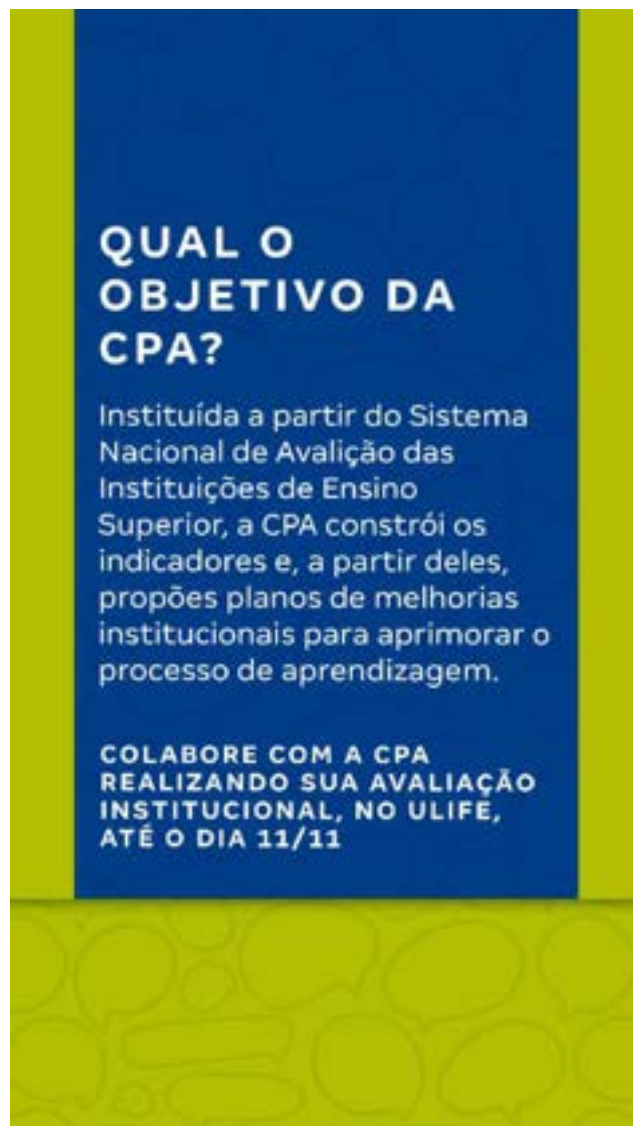 QUAL O
OBJETIVO DA
CPA?
Instituída a partir do Sistema
Nacional de Avalição das
Instituições de Ensino
Superior, a CPA constrói os
indicadores e, a partir deles,
propões planos de melhorias
institucionais para aprimorar o
processo de aprendizagem.
COLABORE COM A CPA
REALIZANDO SUA AVALIAÇÃO
INSTITUCIONAL, NO ULIFE,
ATÉ O DIA 11/11